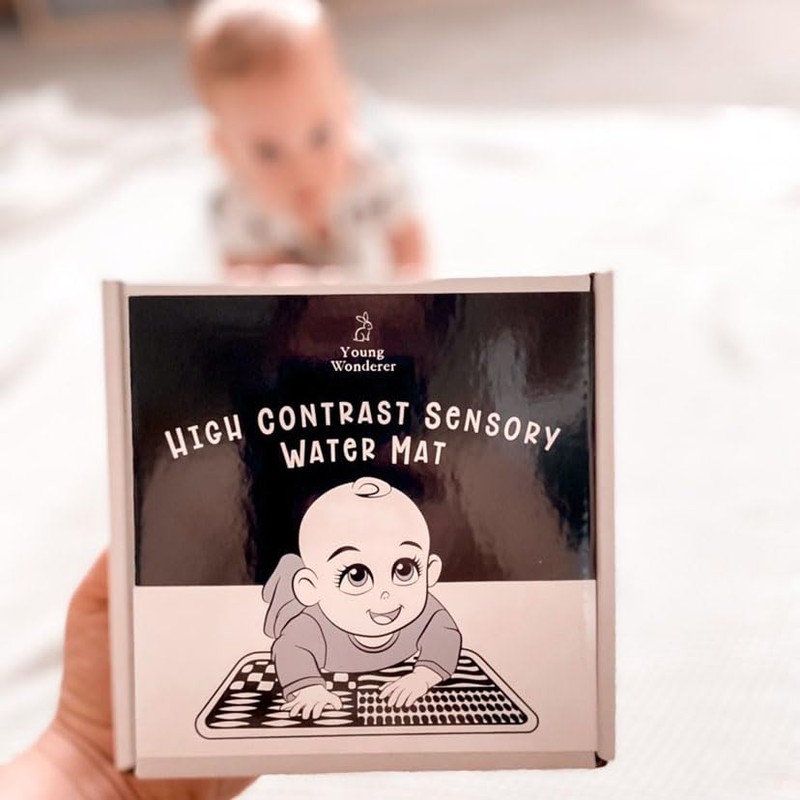 Young
Wonderer
HIGH CONTRAST SENSORY
WATER MAT